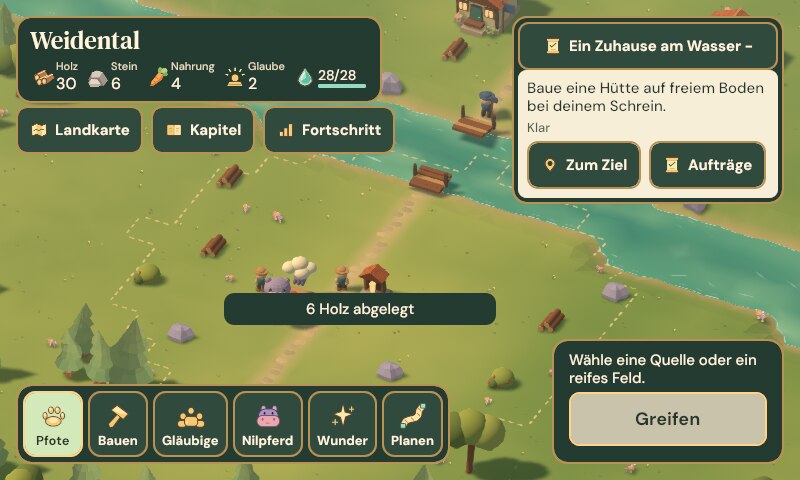 Weidental
Holz
30
Stein
6
Nahrung
4
Glaube
2
28/28
Landkarte
Kapitel
Fortschritt
Ein Zuhause am Wasser –
Baue eine Hütte auf freiem Boden
bei deinem Schrein.
Klar
Zum Ziel
Aufträge
6 Holz abgelegt
Wähle eine Quelle oder ein
reifes Feld.
Greifen
Pfote
Bauen
Gläubige
Nilpferd
Wunder
Planen